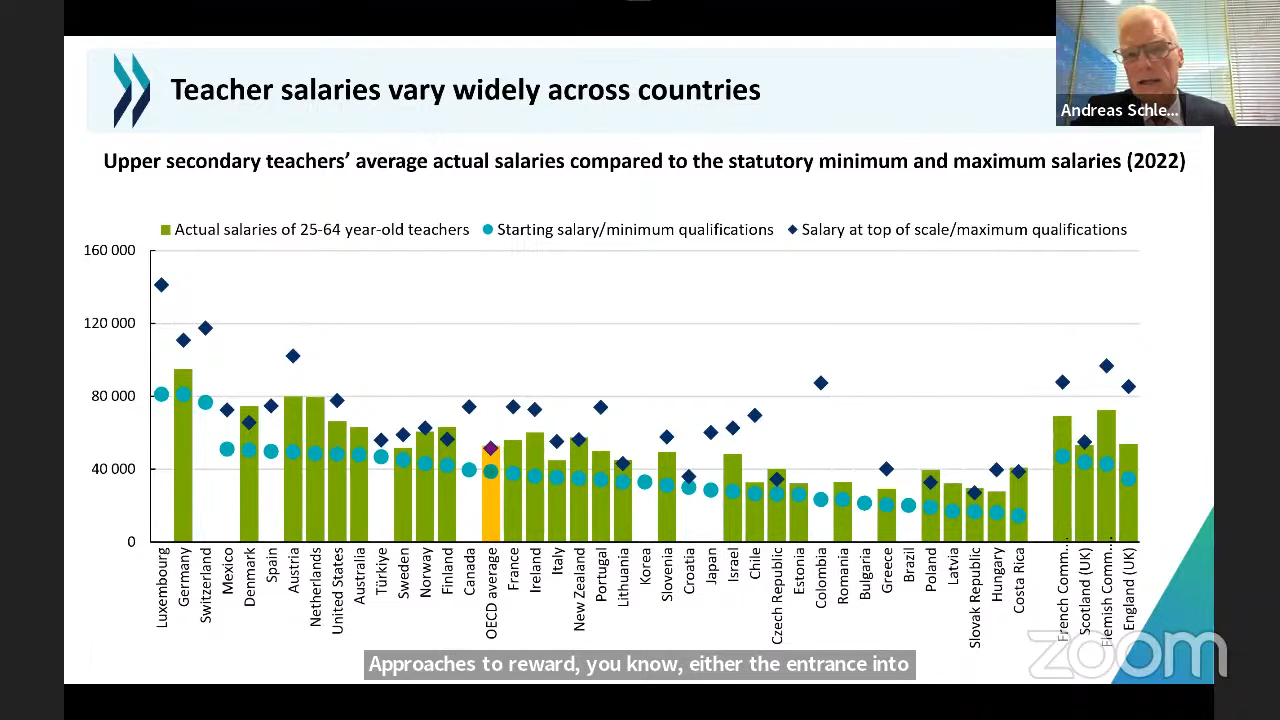 Teacher salaries vary widely across countries
Andreas Schle...
Upper secondary teachers' average actual salaries compared to the statutory minimum and maximum salaries (2022)
Actual salaries of 25-64 year-old teachers
Starting salary/minimum qualifications
Salary at top of scale/maximum qualifications
160 000
120 000
80 000
40 000
0
Luxembourg
Germany
Switzerland
Mexico
Denmark
Spain
Austria
Netherlands
United States
Australia
Türkiye
Sweden
Norway
Finland
Canada
OECD average
France
Ireland
Italy
New Zealand
Portugal
Lithuania
Korea
Slovenia
Croatia
Japan
Israel
Chile
Czech Republic
Estonia
Colombia
Romania
Bulgaria
Greece
Brazil
Poland
Latvia
Slovak Republic
Hungary
Costa Rica
French Comm...
Scotland (UK)
Flemish Comm...
England (UK)
zoom
Approaches to reward, you know, either the entrance into